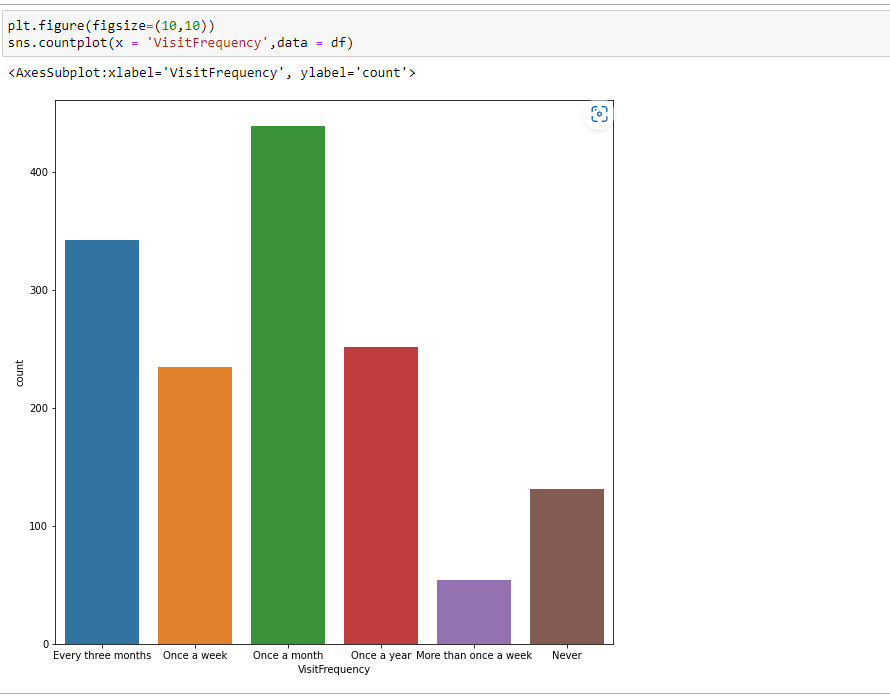 plt.figure(figsize=(10,10))
sns.countplot(x = 'VisitFrequency',data = df)
<AxesSubplot:xlabel='VisitFrequency', ylabel='count'>
400
300
200
100
0
count
Every three months Once a week Once a month Once a year More than once a week Never
VisitFrequency